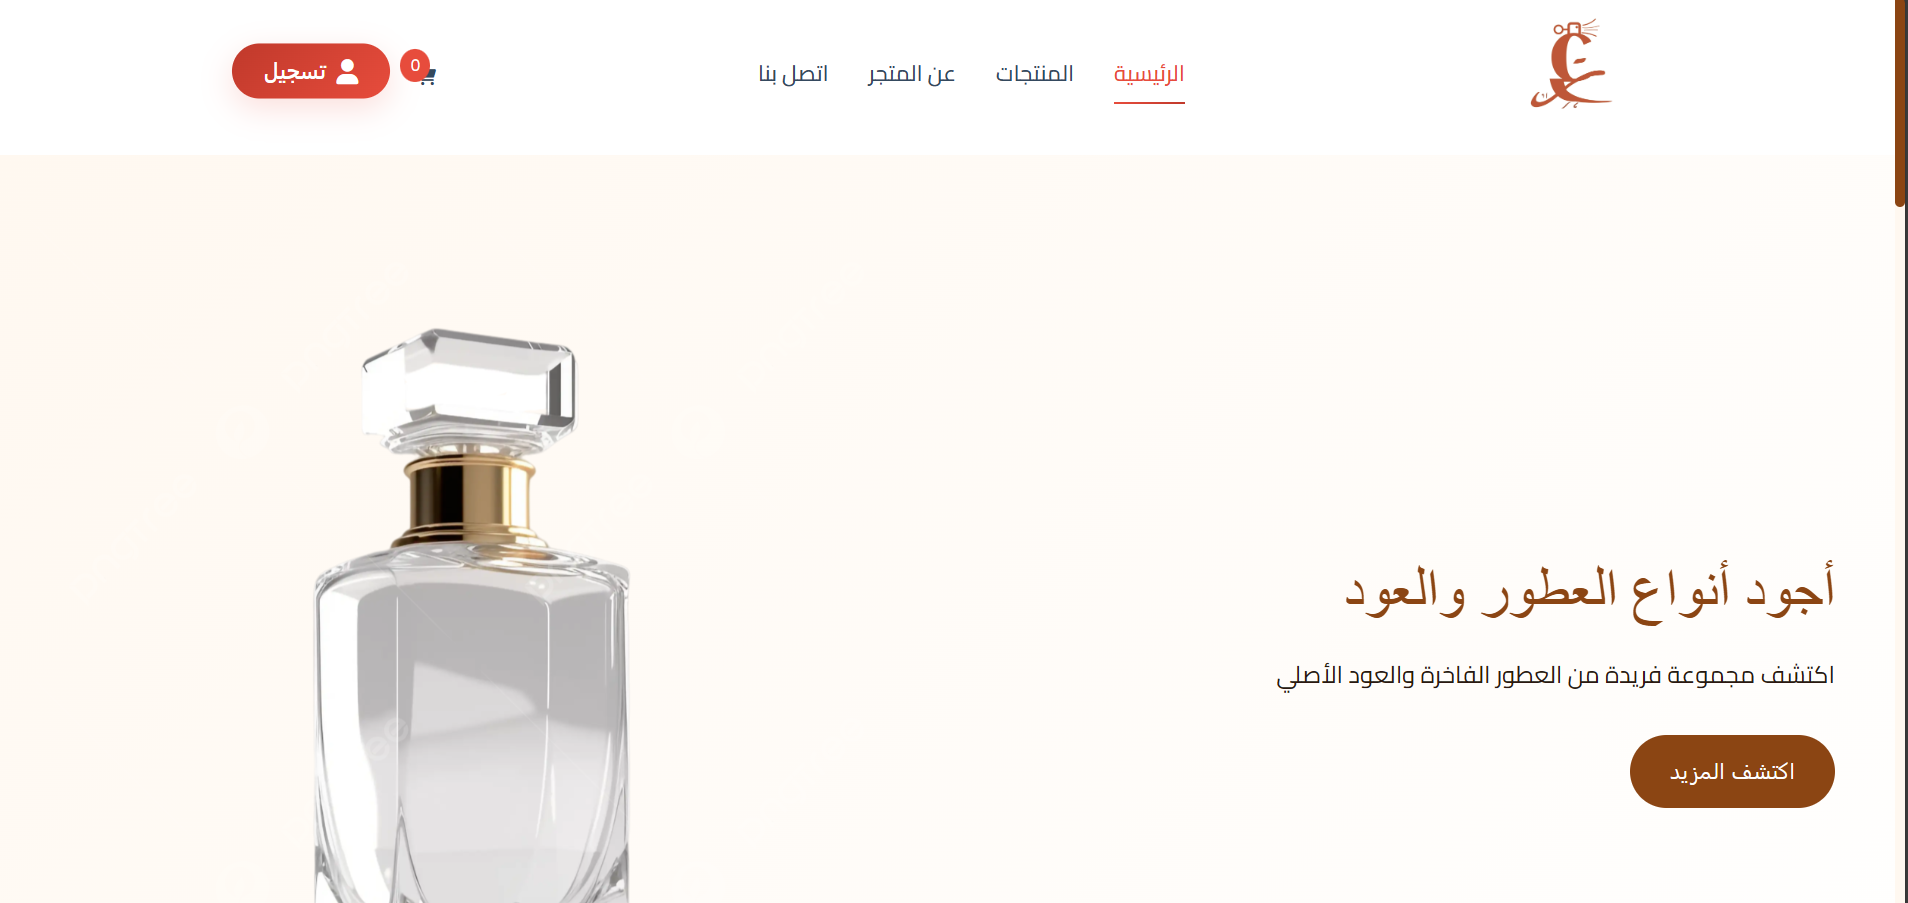 الرئيسية
المنتجات
عن المتجر
اتصل بنا
0
تسجيل
أجود أنواع العطور والعود
اكتشف مجموعة فريدة من العطور الفاخرة والعود الأصلي
اكتشف المزيد